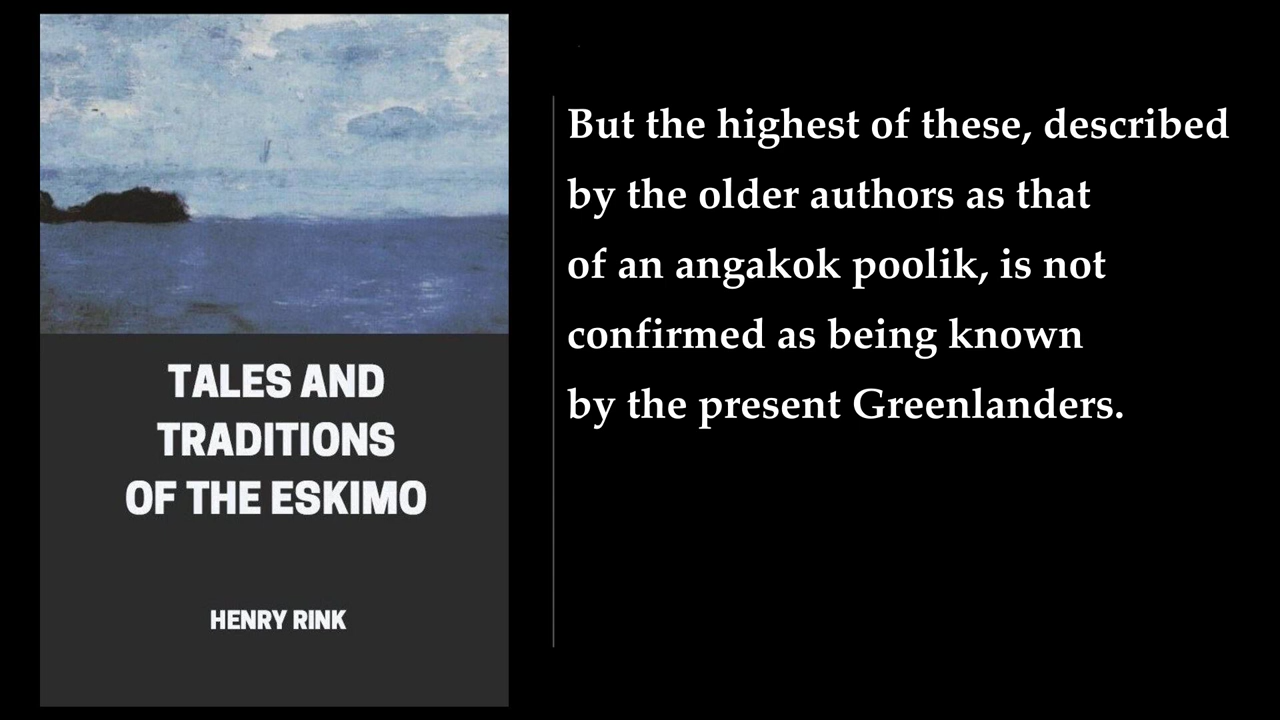 TALES AND
TRADITIONS
OF THE ESKIMO
HENRY RINK
But the highest of these, described
by the older authors as that
of an angakok poolik, is not
confirmed as being known
by the present Greenlanders.